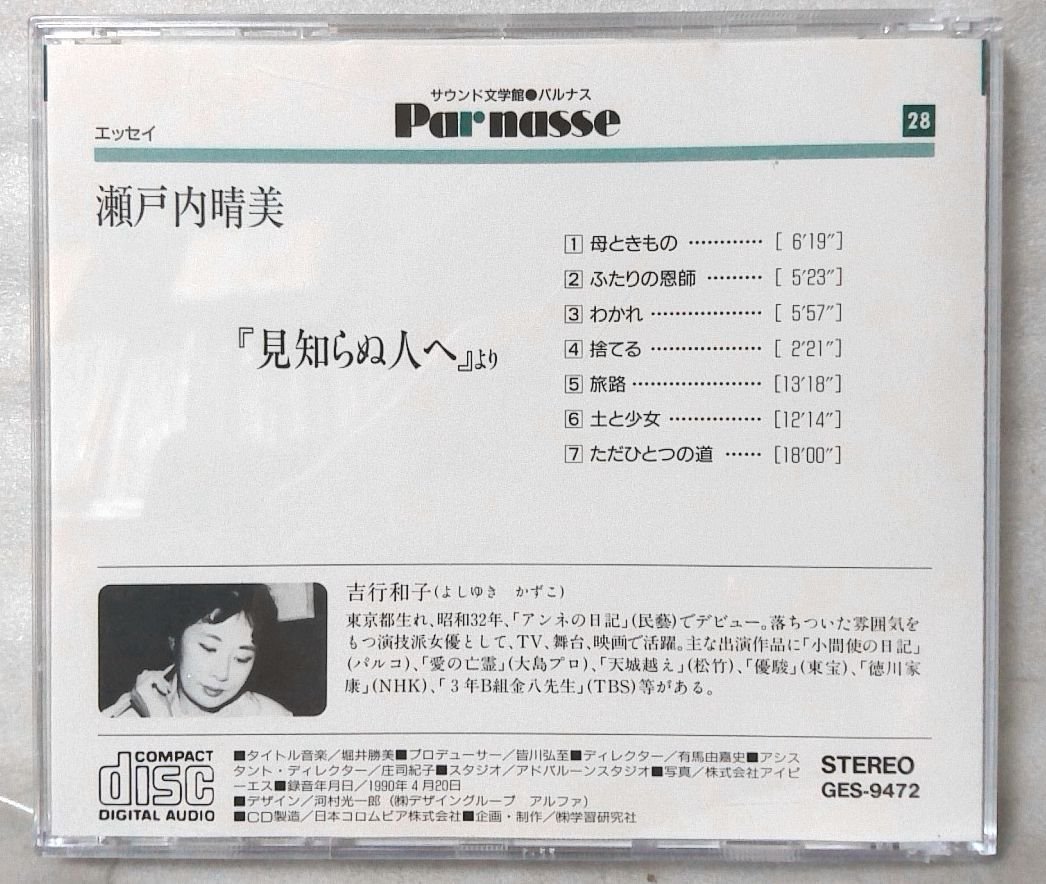 サウンド文学館●パルナス
Parnasse
エッセイ
28
瀬戸内晴美
『見知らぬ人へ』より
1 母ときもの ………… [ 6′19″]
2 ふたりの恩師 ……… [ 5′23″]
3 わかれ ……………… [ 5′57″]
4 捨てる ……………… [ 2′21″]
5 旅路 ………………… [13′18″]
6 土と少女 …………… [12′14″]
7 ただひとつの道 …… [18′00″]
吉行和子(よしゆき かずこ)
東京都生れ、昭和32年、「アンネの日記」(民藝)でデビュー。落ちついた雰囲気を
もつ演技派女優として、TV、舞台、映画で活躍。主な出演作品に「小間使の日記」
(パルコ)、「愛の亡霊」(大島プロ)、「天城越え」(松竹)、「優駿」(東宝)、「徳川家
康」(NHK)、「3年B組金八先生」(TBS)等がある。
COMPACT
disc
DIGITAL AUDIO
■タイトル音楽／堀井勝美■プロデューサー／皆川弘至■ディレクター／有馬由嘉史■アシス
タント・ディレクター／庄司紀子■スタジオ／アドバルーンスタジオ■写真／株式会社アイピ
ーエス■録音年月日／1990年4月20日
■デザイン／河村光一郎（㈱デザイングループ アルファ）
■CD製造／日本コロムビア株式会社■企画・制作／㈱学習研究社
STEREO
GES-9472